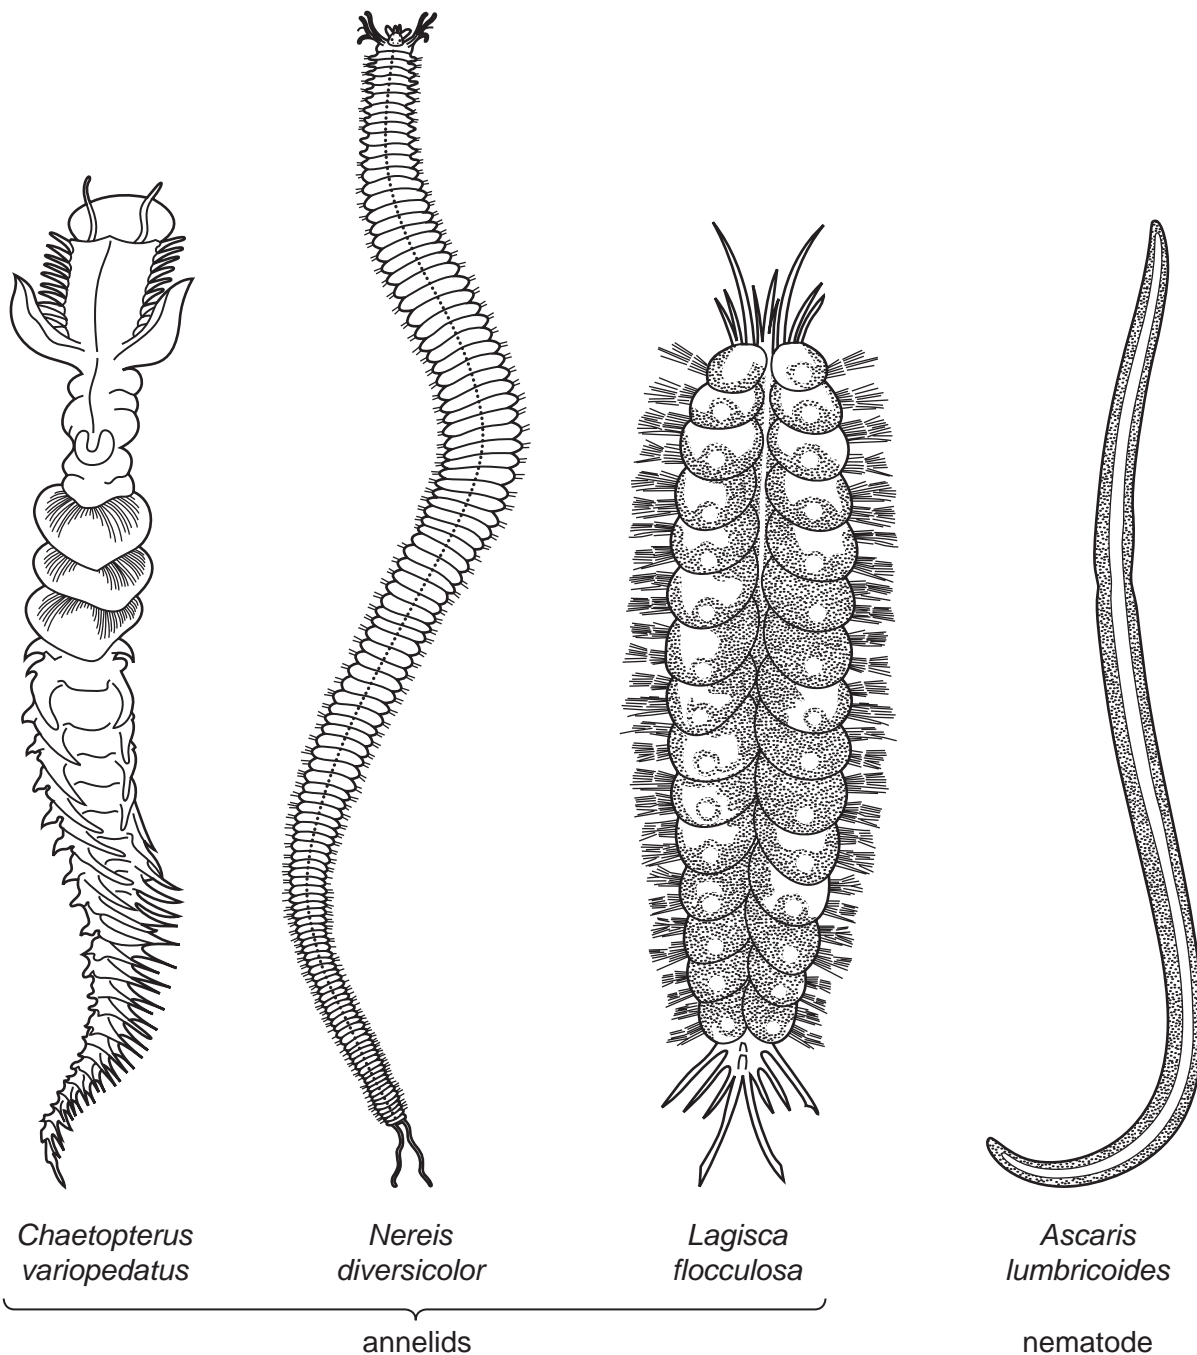 Chaetopterus
variopedatus
Nereis
diversicolor
Lagisca
flocculosa
Ascaris
lumbricoides
annelids
nematode